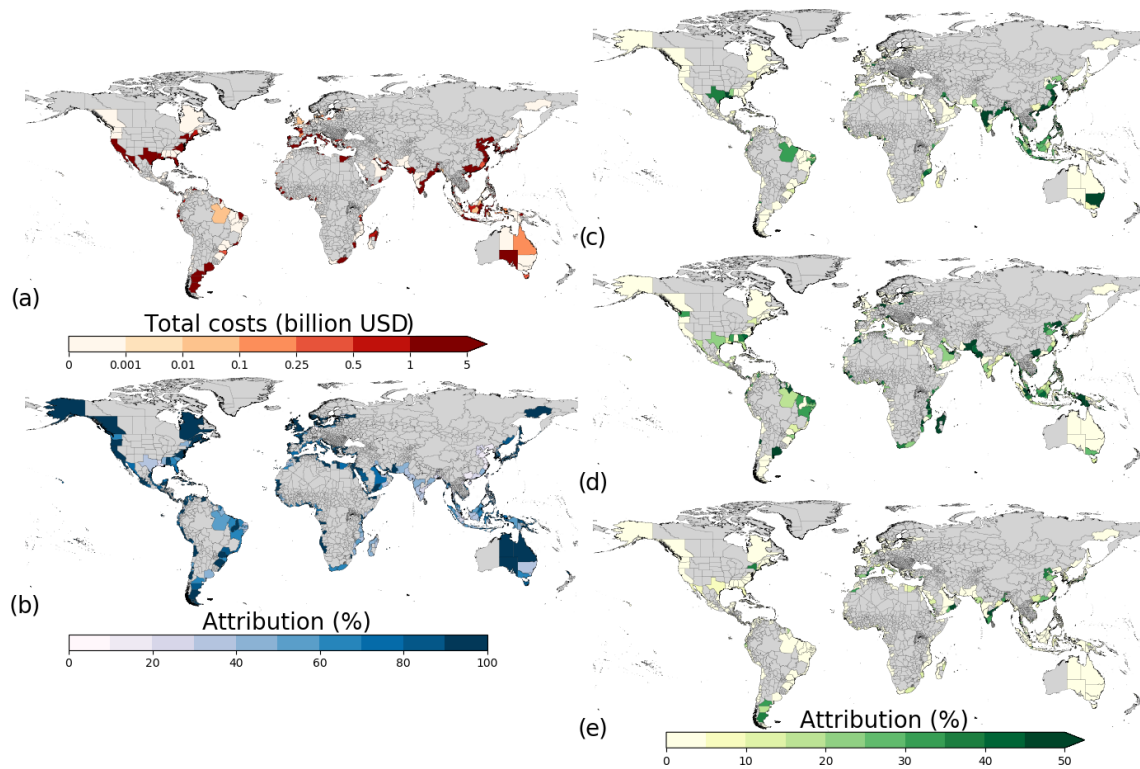 (a)
Total costs (billion USD)
0 0.001 0.01 0.1 0.25 0.5 1 5
(b)
Attribution (%)
0 20 40 60 80 100
(c)
(d)
(e)
Attribution (%)
0 10 20 30 40 50